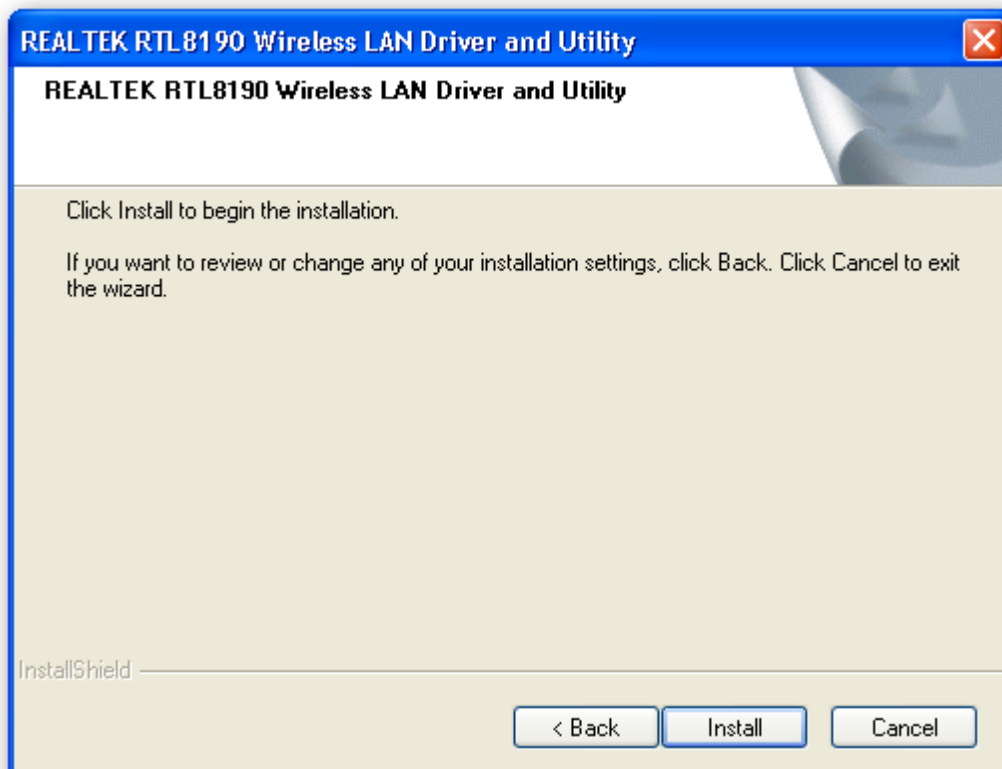 REALTEK RTL8190 Wireless LAN Driver and Utility
REALTEK RTL8190 Wireless LAN Driver and Utility
Click Install to begin the installation.
If you want to review or change any of your installation settings, click Back. Click Cancel to exit
the wizard.
InstallShield
< Back
Install
Cancel